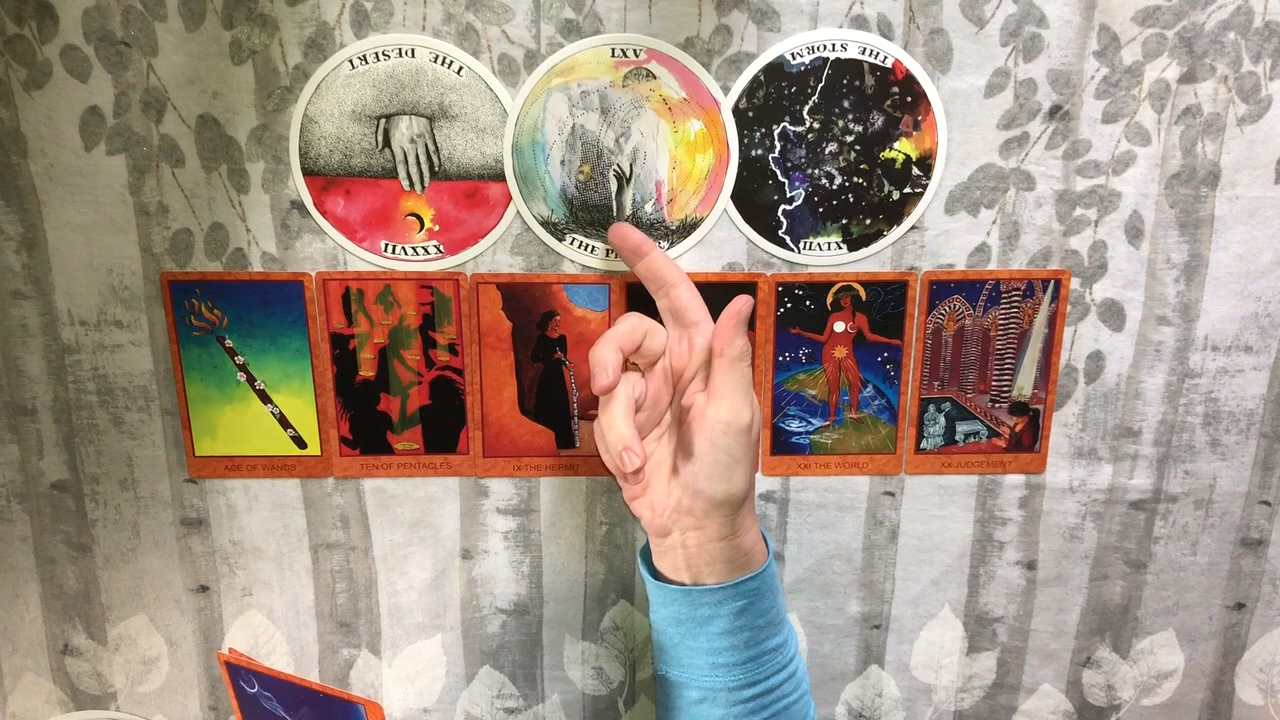 THE DESERT
XXXVII
THE
THE STORM
XLVII
ACE OF WANDS
TEN OF PENTACLES
IX THE HERMIT
XXI THE WORLD
XX JUDGEMENT